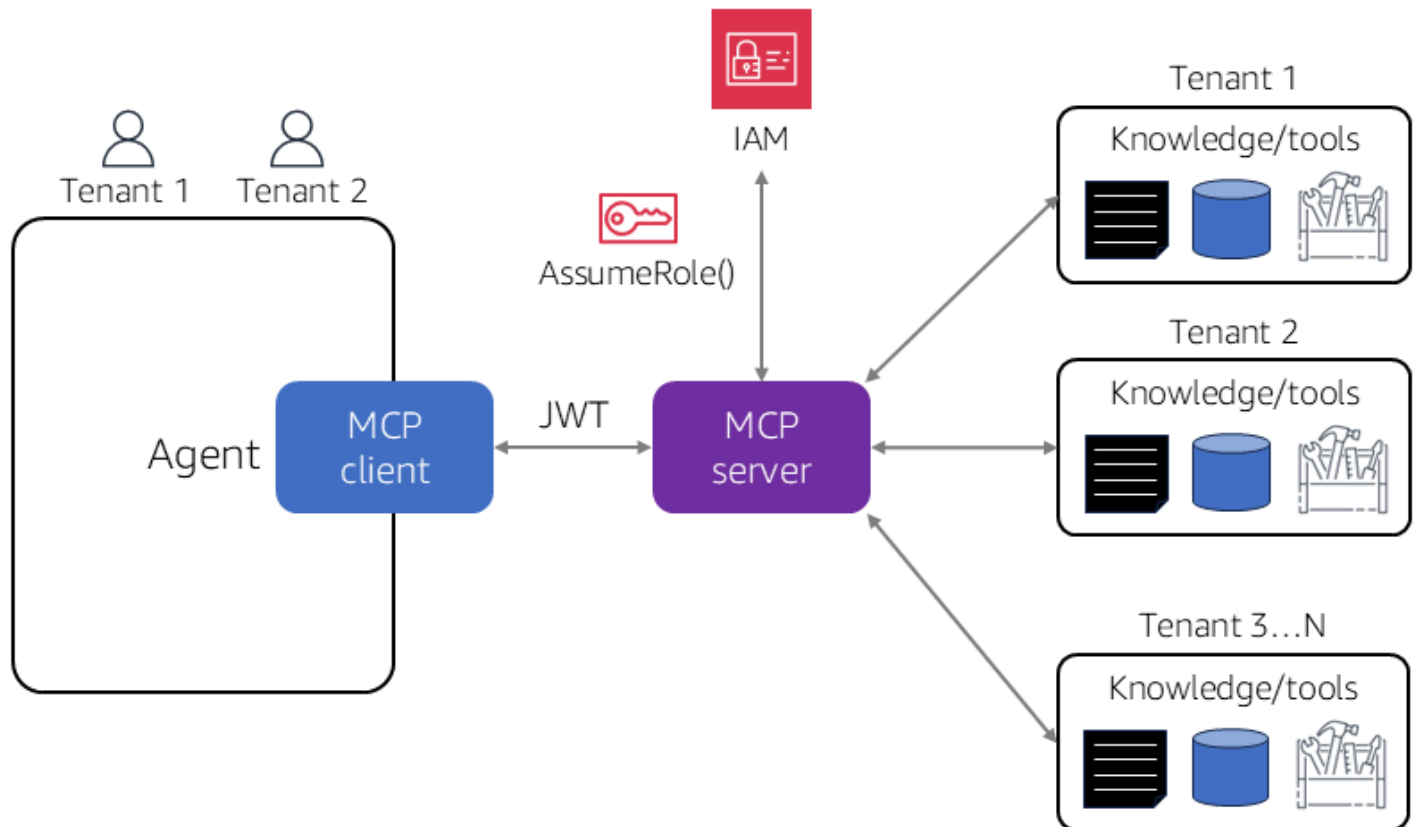 IAM
Tenant 1
Tenant 2
AssumeRole()
Agent
MCP
client
JWT
MCP
server
Tenant 1
Knowledge/tools
Tenant 2
Knowledge/tools
Tenant 3...N
Knowledge/tools